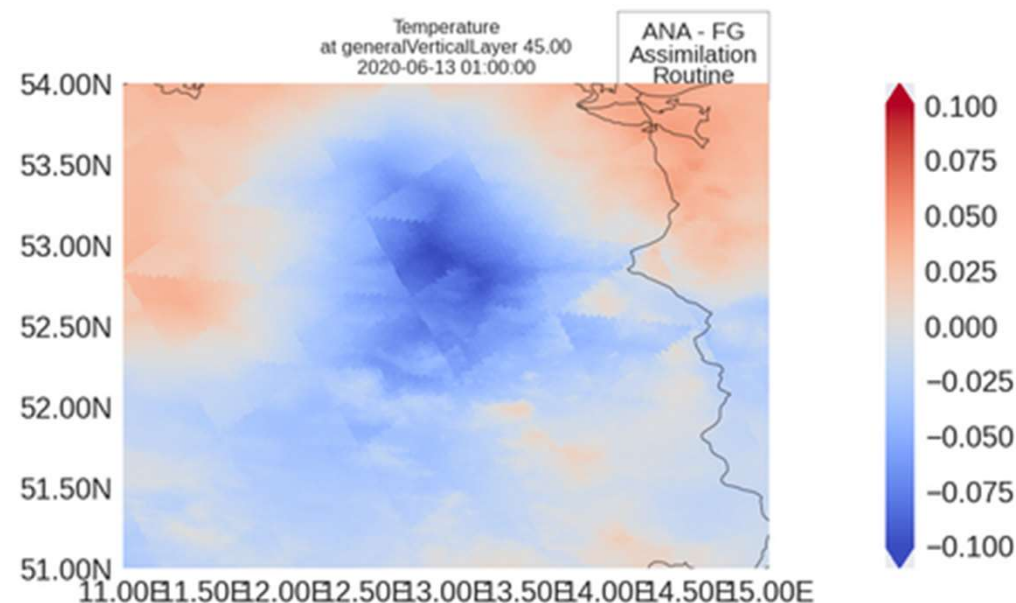 Temperature
at generalVerticalLayer 45.00
2020-06-13 01:00:00
ANA - FG
Assimilation
Routine
54.00N
53.50N
53.00N
52.50N
52.00N
51.50N
51.00N
11.00E11.50E12.00E12.50E13.00E13.50E14.00E14.50E15.00E
0.100
0.075
0.050
0.025
0.000
−0.025
−0.050
−0.075
−0.100